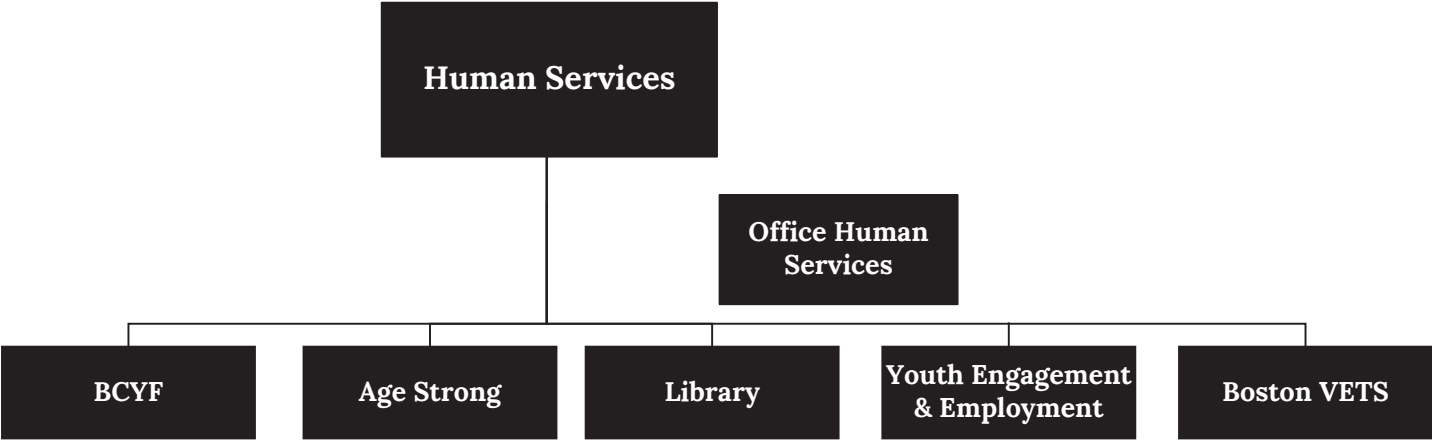 Human Services
Office Human
Services
BCYF
Age Strong
Library
Youth Engagement
& Employment
Boston VETS